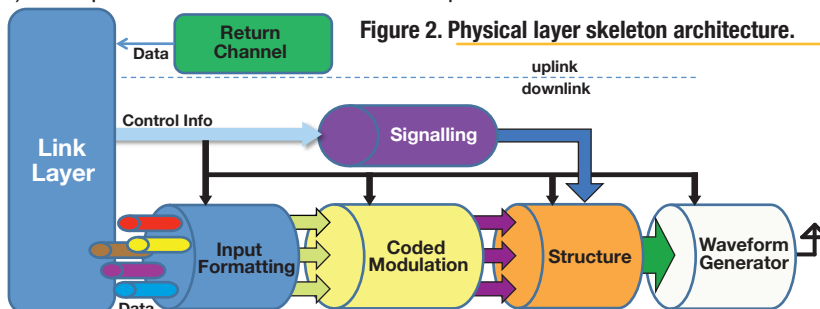 Figure 2. Physical layer skeleton architecture.
Return
Channel
Data
uplink
downlink
Link
Layer
Control Info
Signalling
Input
Formatting
Coded
Modulation
Structure
Waveform
Generator
Data